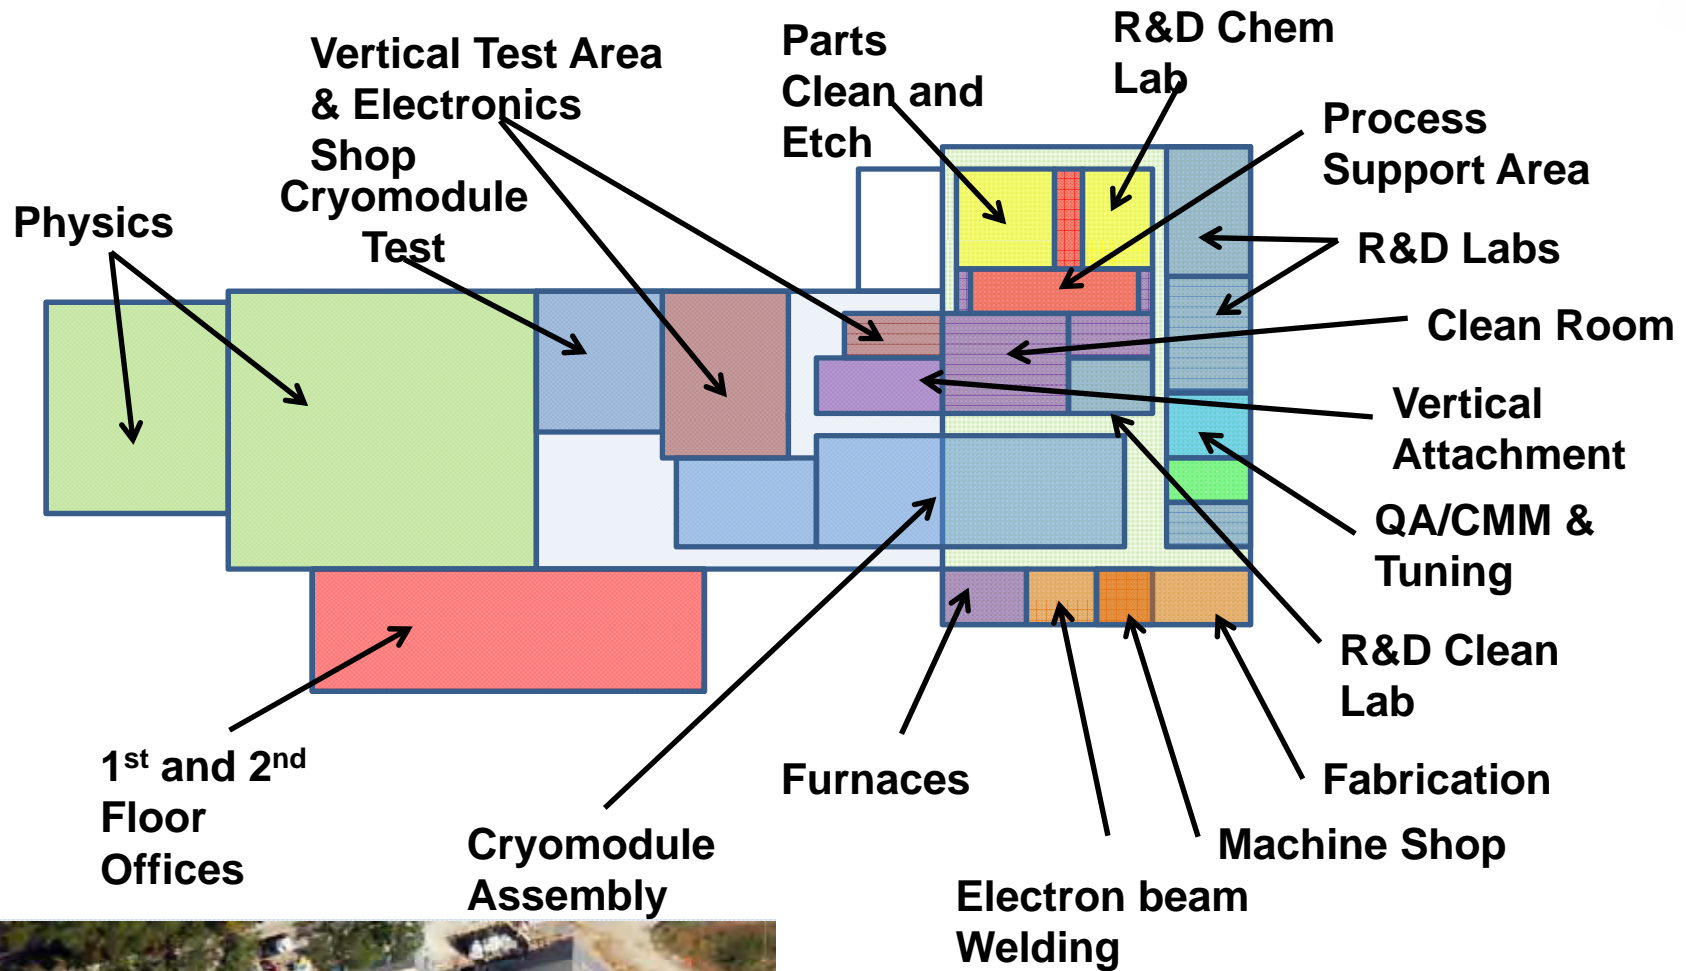 Vertical Test Area
& Electronics
Shop
Parts
Clean and
Etch
R&D Chem
Lab
Process
Support Area
Cryomodule
Test
Physics
R&D Labs
Clean Room
Vertical
Attachment
QA/CMM &
Tuning
R&D Clean
Lab
1st and 2nd
Floor
Offices
Furnaces
Fabrication
Cryomodule
Assembly
Machine Shop
Electron beam
Welding